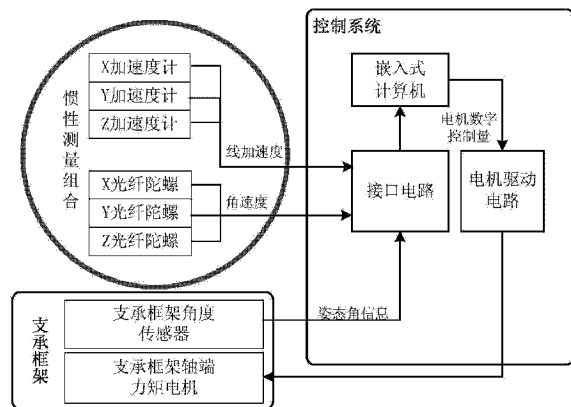 控制系统
惯性测量组合
X加速度计
Y加速度计
Z加速度计
X光纤陀螺
Y光纤陀螺
Z光纤陀螺
线加速度
角速度
嵌入式
计算机
电机数字
控制量
接口电路
电机驱动
电路
支承框架
支承框架角度
传感器
姿态角信息
支承框架轴端
力矩电机